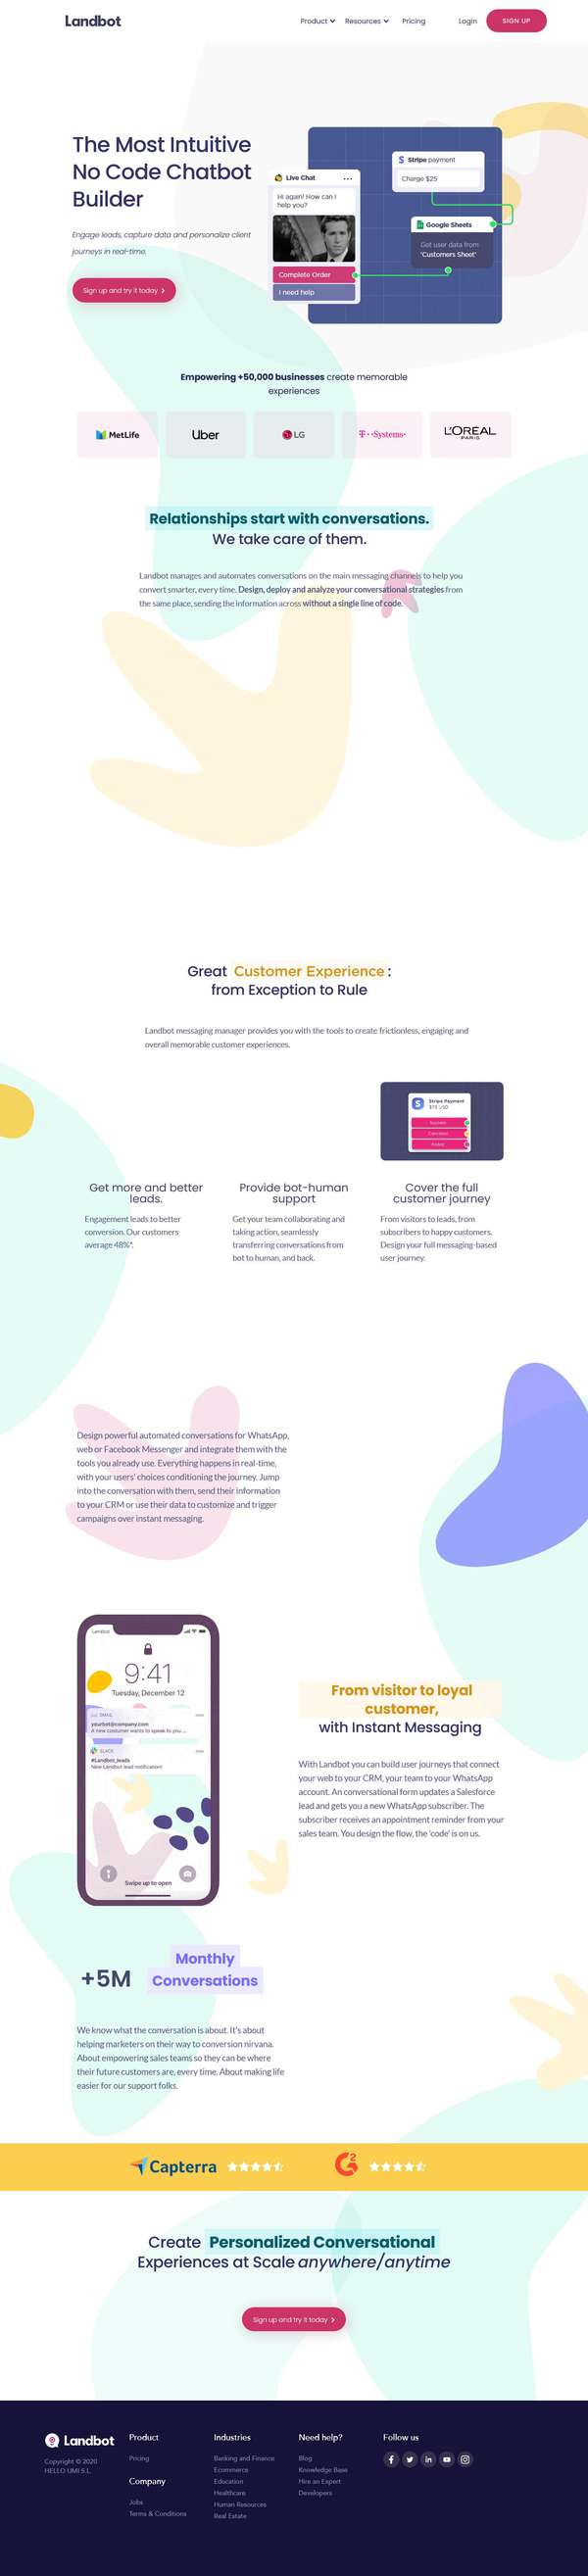 Landbot
Product
Resources
Pricing
Login
SIGN UP
The Most Intuitive
No Code Chatbot
Builder
Engage leads, capture data and personalize client
journeys in real-time.
Sign up and try it today
Live Chat
Hi again! How can I
help you?
Complete Order
I need help
Stripe payment
Charge $25
Google Sheets
Get user data from
'Customers Sheet'
Empowering +50,000 businesses create memorable
experiences
MetLife
Uber
LG
T··Systems·
L'ORÉAL
PARIS
Relationships start with conversations.
We take care of them.
Landbot manages and automates conversations on the main messaging channels to help you
convert smarter, every time. Design, deploy and analyze your conversational strategies from
the same place, sending the information across without a single line of code.
Great Customer Experience :
from Exception to Rule
Landbot messaging manager provides you with the tools to create frictionless, engaging and
overall memorable customer experiences.
Stripe Payment
$75 USD
Get more and better
leads.
Engagement leads to better
conversion. Our customers
average 48%*.
Provide bot-human
support
Get your team collaborating and
taking action, seamlessly
transferring conversations from
bot to human, and back.
Cover the full
customer journey
From visitors to leads, from
subscribers to happy customers.
Design your full messaging-based
user journey.
Design powerful automated conversations for WhatsApp,
web or Facebook Messenger and integrate them with the
tools you already use. Everything happens in real-time,
with your users' choices conditioning the journey. Jump
into the conversation with them, send their information
to your CRM or use their data to customize and trigger
campaigns over instant messaging.
Landbot
9:41
Tuesday, December 12
EMAIL
yourbot@company.com
A new costumer wants to speak to you ...
SLACK
#Landbot_leads
New Landbot lead notification!
Swipe up to open
From visitor to loyal
customer,
with Instant Messaging
With Landbot you can build user journeys that connect
your web to your CRM, your team to your WhatsApp
account. An conversational form updates a Salesforce
lead and gets you a new WhatsApp subscriber. The
subscriber receives an appointment reminder from your
sales team. You design the flow, the 'code' is on us.
+5M
Monthly
Conversations
We know what the conversation is about. It's about
helping marketers on their way to conversion nirvana.
About empowering sales teams so they can be where
their future customers are, every time. About making life
easier for our support folks.
Capterra
G2
Create Personalized Conversational
Experiences at Scale anywhere/anytime
Sign up and try it today
Landbot
Copyright © 2020
HELLO UMI S.L.
Product
Pricing
Company
Jobs
Terms & Conditions
Industries
Banking and Finance
Ecommerce
Education
Healthcare
Human Resources
Real Estate
Need help?
Blog
Knowledge Base
Hire an Expert
Developers
Follow us